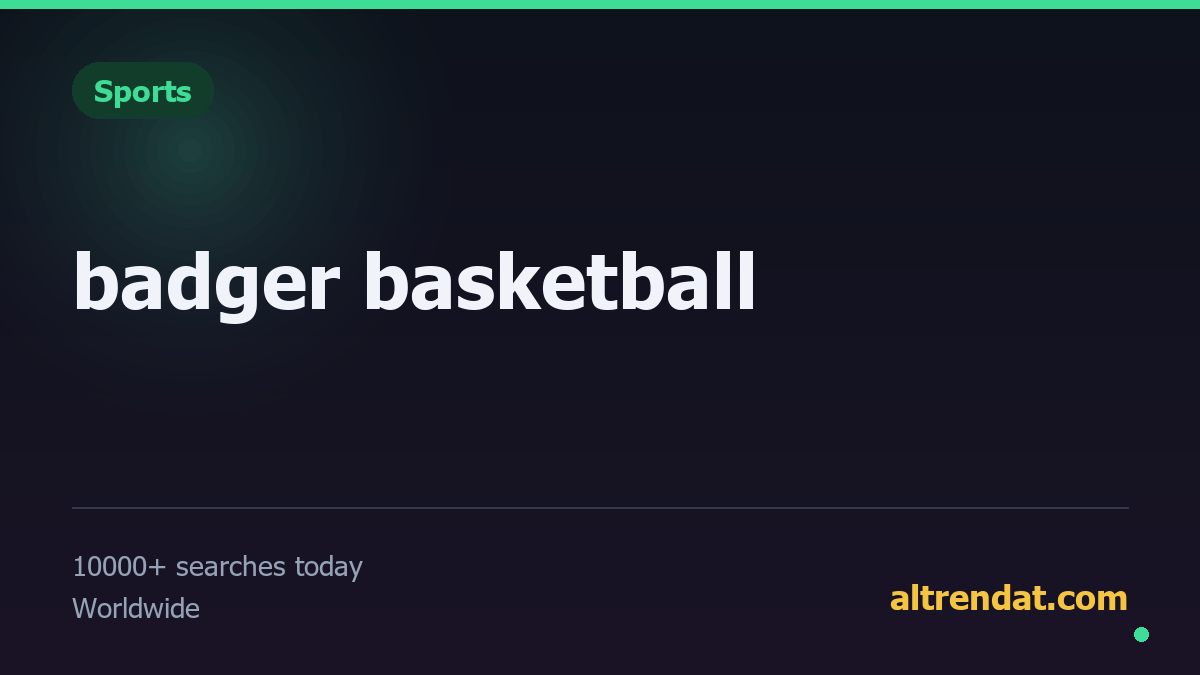 Sports
badger basketball
10000+ searches today
Worldwide
altrendat.com